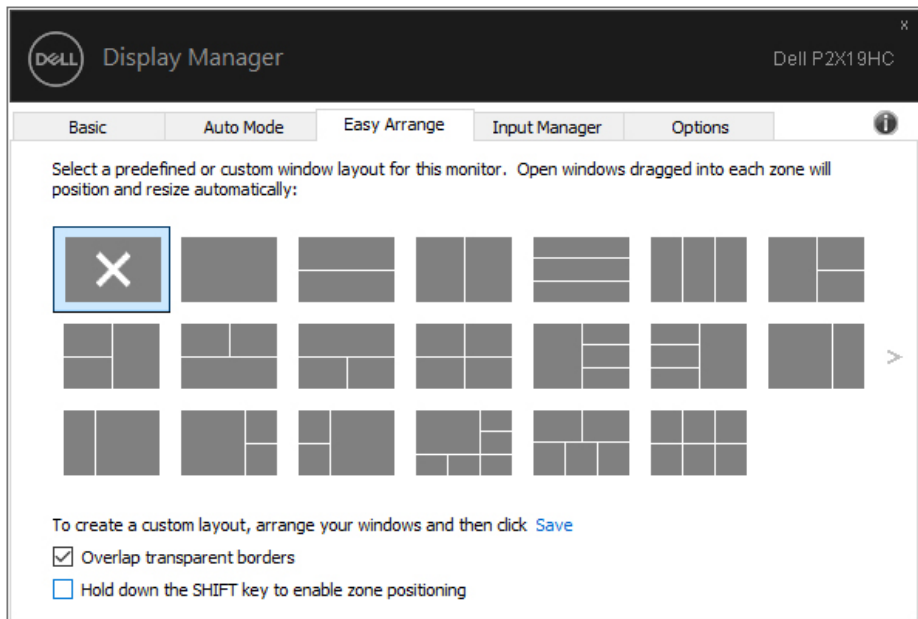 x
DELL
Display Manager
Dell P2X19HC
Basic
Auto Mode
Easy Arrange
Input Manager
Options
i
Select a predefined or custom window layout for this monitor. Open windows dragged into each zone will
position and resize automatically:
>
To create a custom layout, arrange your windows and then click Save
Overlap transparent borders
Hold down the SHIFT key to enable zone positioning